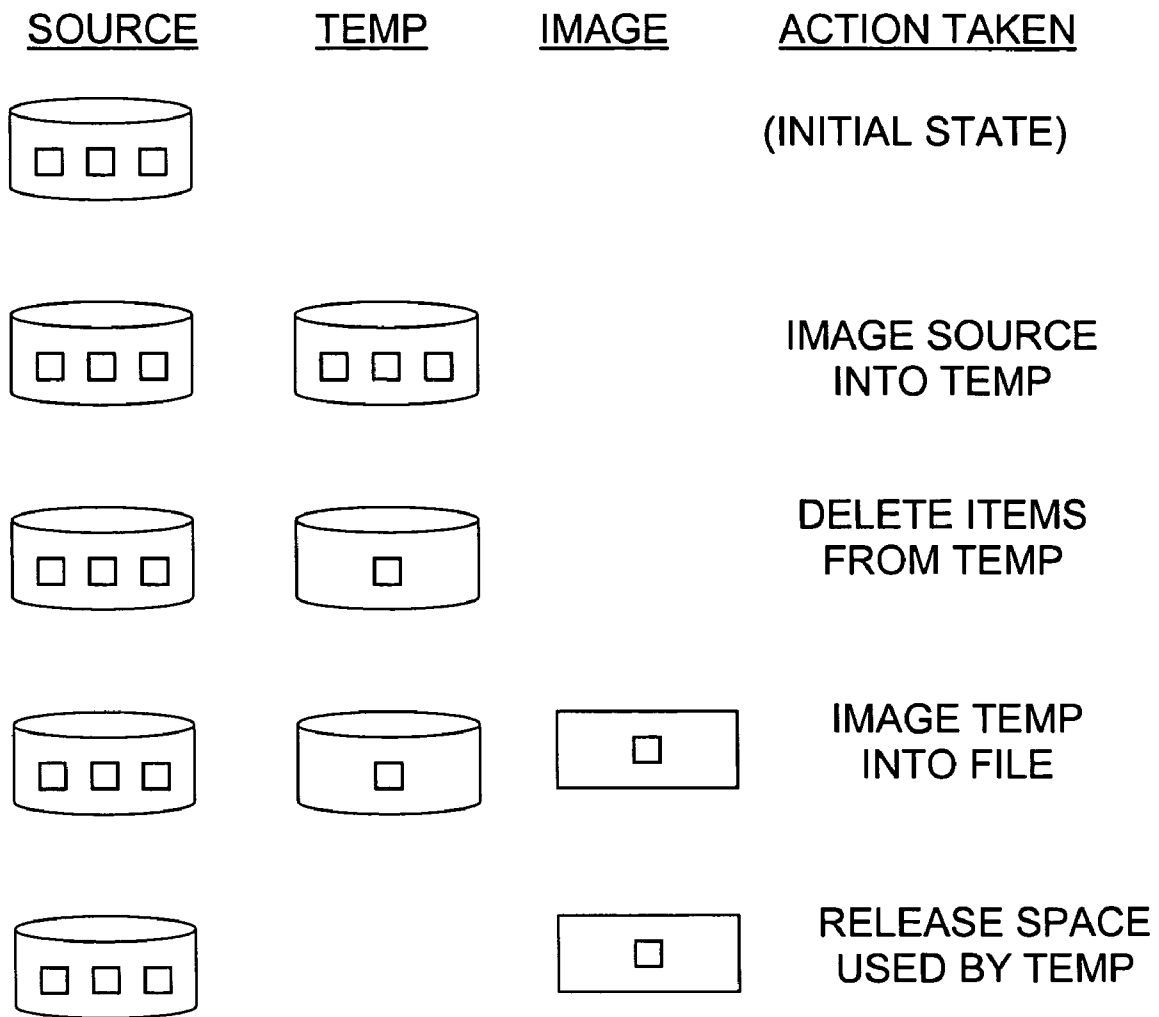 SOURCE TEMP IMAGE ACTION TAKEN
(INITIAL STATE)
IMAGE SOURCE
INTO TEMP
DELETE ITEMS
FROM TEMP
IMAGE TEMP
INTO FILE
RELEASE SPACE
USED BY TEMP